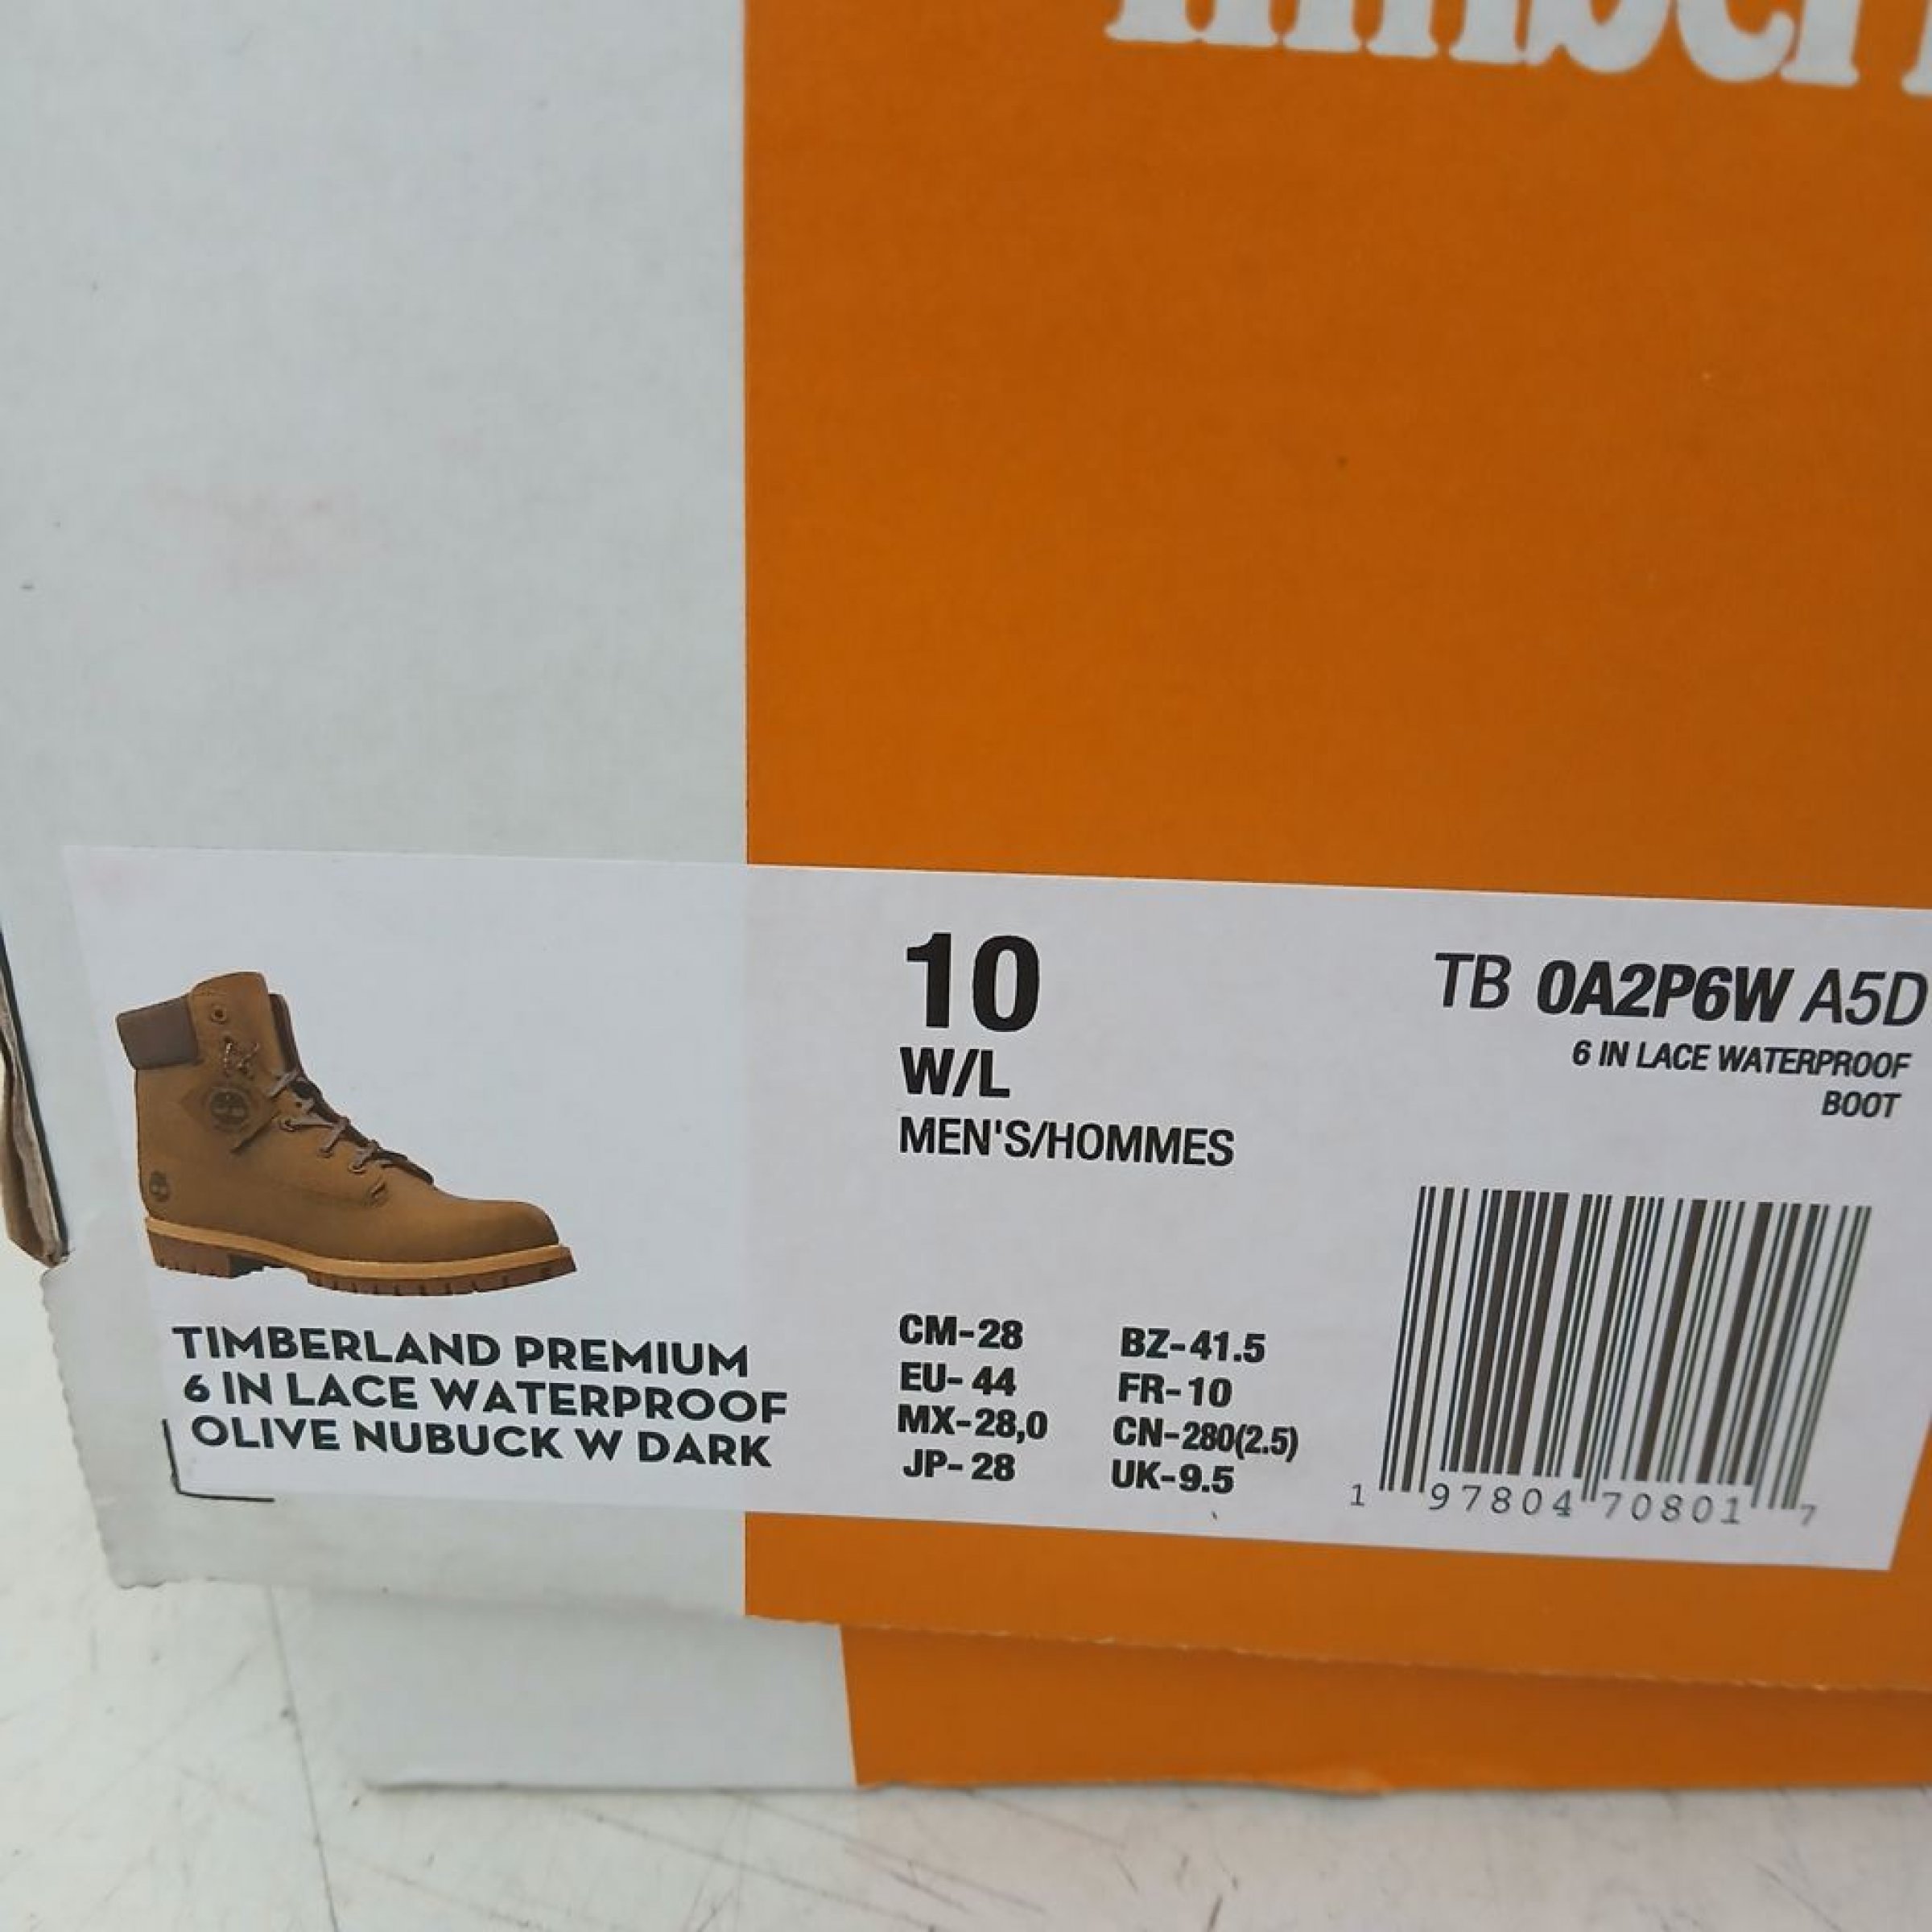 Timberl
10
W/L
MEN'S/HOMMES
TB 0A2P6W A5D
6 IN LACE WATERPROOF
BOOT
TIMBERLAND PREMIUM
6 IN LACE WATERPROOF
OLIVE NUBUCK W DARK
CM-28 BZ-41.5
EU-44 FR-10
MX-28,0 CN-280(2.5)
JP-28 UK-9.5
1 97804 70801 7